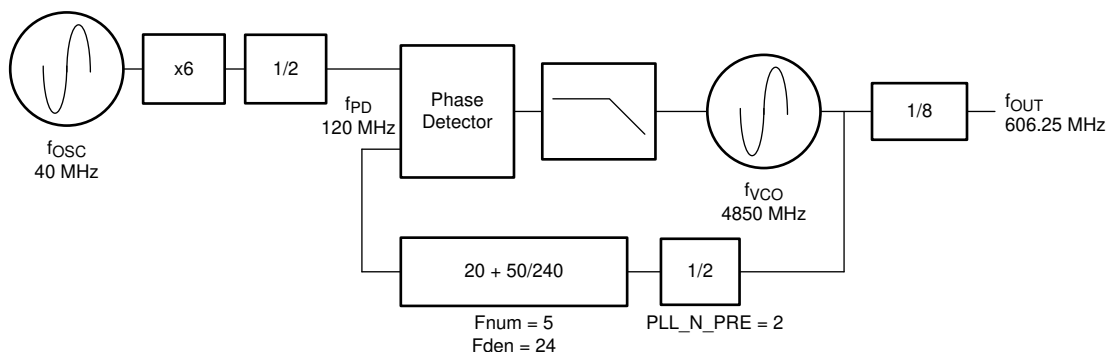 x6
1/2
Phase
Detector
1/8
fOUT
606.25 MHz
fPD
120 MHz
fOSC
40 MHz
fVCO
4850 MHz
20 + 50/240
1/2
Fnum = 5
Fden = 24
PLL_N_PRE = 2